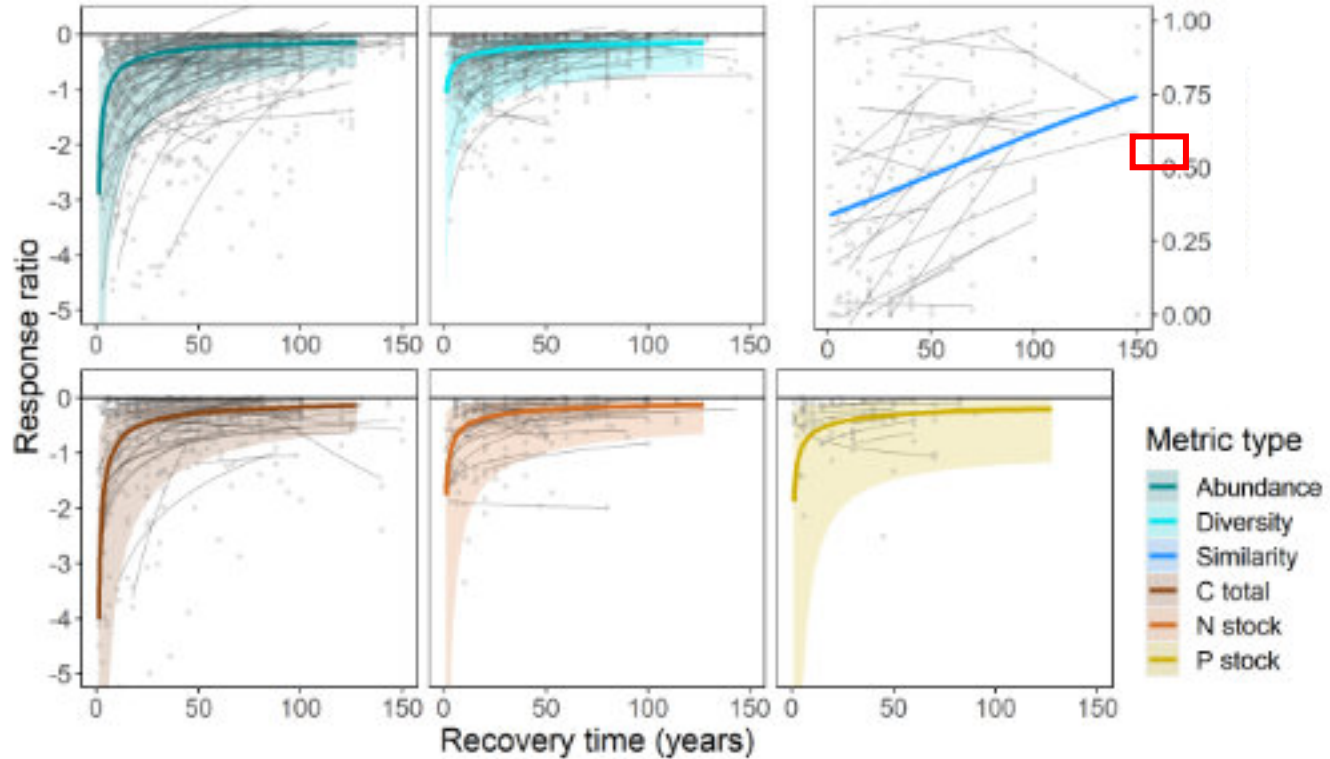 0
-1
-2
-3
-4
-5
0 50 100 150
0 50 100 150
1.00
0.75
0.50
0.25
0.00
0 50 100 150
Response ratio
0
-1
-2
-3
-4
-5
0 50 100 150
0 50 100 150
0 50 100 150
Recovery time (years)
Metric type
Abundance
Diversity
Similarity
C total
N stock
P stock